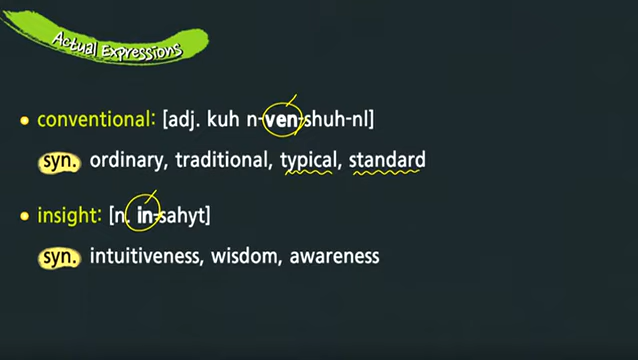 Actual Expressions
• conventional: [adj. kuh n-ven-shuh-nl]
syn. ordinary, traditional, typical, standard
• insight: [n. in-sahyt]
syn. intuitiveness, wisdom, awareness